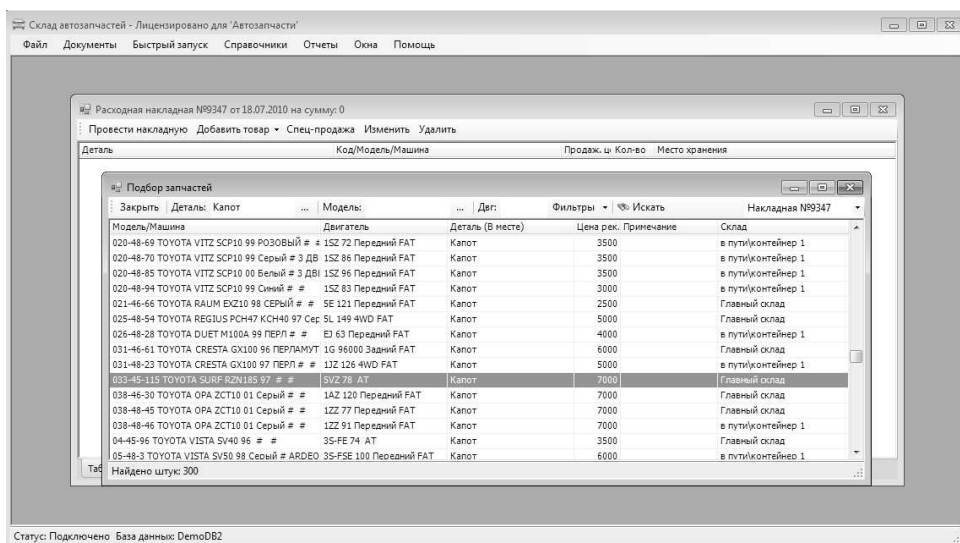 Склад автозапчастей - Лицензировано для 'Автозапчасти'
Файл Документы Быстрый запуск Справочники Отчеты Окна Помощь
Расходная накладная №9347 от 18.07.2010 на сумму: 0
Провести накладную Добавить товар Спец-продажа Изменить Удалить
Деталь Код/Модель/Машина Продаж. ц Кол-во Место хранения
Подбор запчастей
Закрыть Деталь: Капот ... Модель: ... Двг: Фильтры Искать Накладная №9347
Модель/Машина Двигатель Деталь (В месте) Цена рек. Примечание Склад
020-48-69 TOYOTA VITZ SCP10 99 РОЗОВЫЙ # 1SZ 72 Передний FAT Капот 3500 в пути\контейнер 1
020-48-70 TOYOTA VITZ SCP10 99 Серый # 3 ДВ 1SZ 86 Передний FAT Капот 3500 в пути\контейнер 1
020-48-85 TOYOTA VITZ SCP10 00 Белый # 3 ДВ 1SZ 96 Передний FAT Капот 3500 в пути\контейнер 1
020-48-94 TOYOTA VITZ SCP10 99 Синий # # 1SZ 83 Передний FAT Капот 3000 в пути\контейнер 1
021-46-66 TOYOTA RAUM EXZ10 98 СЕРЫЙ # # 5E 121 Передний FAT Капот 2500 Главный склад
025-48-54 TOYOTA REGIUS PCH47 KCH40 97 Сер 5L 149 4WD FAT Капот 5000 Главный склад
026-48-28 TOYOTA DUET M100A 99 ПЕРЛ # # EJ 63 Передний FAT Капот 4000 в пути\контейнер 1
031-46-61 TOYOTA CRESTA GX100 96 ПЕРЛАМУТ 1G 96000 Задний FAT Капот 6000 Главный склад
031-48-23 TOYOTA CRESTA GX100 97 ПЕРЛ # # 1JZ 126 4WD FAT Капот 5000 в пути\контейнер 1
033-45-115 TOYOTA SURF RZN185 97 # # SVZ 78 AT Капот 7000 Главный склад
038-46-30 TOYOTA OPA ZCT10 01 Серый # # 1AZ 120 Передний FAT Капот 7000 Главный склад
038-48-45 TOYOTA OPA ZCT10 01 Серый # # 1ZZ 77 Передний FAT Капот 7000 Главный склад
038-48-46 TOYOTA OPA ZCT10 01 Серый # # 1ZZ 91 Передний FAT Капот 7000 в пути\контейнер 1
04-45-96 TOYOTA VISTA SV40 96 # # 3S-FE 74 AT Капот 3500 Главный склад
05-48-3 TOYOTA VISTA SV50 98 Серый # ARDEO 3S-FSE 100 Передний FAT Капот 6000 в пути\контейнер 1
Таб Найдено штук: 300
Статус: Подключено База данных: DemoDB2